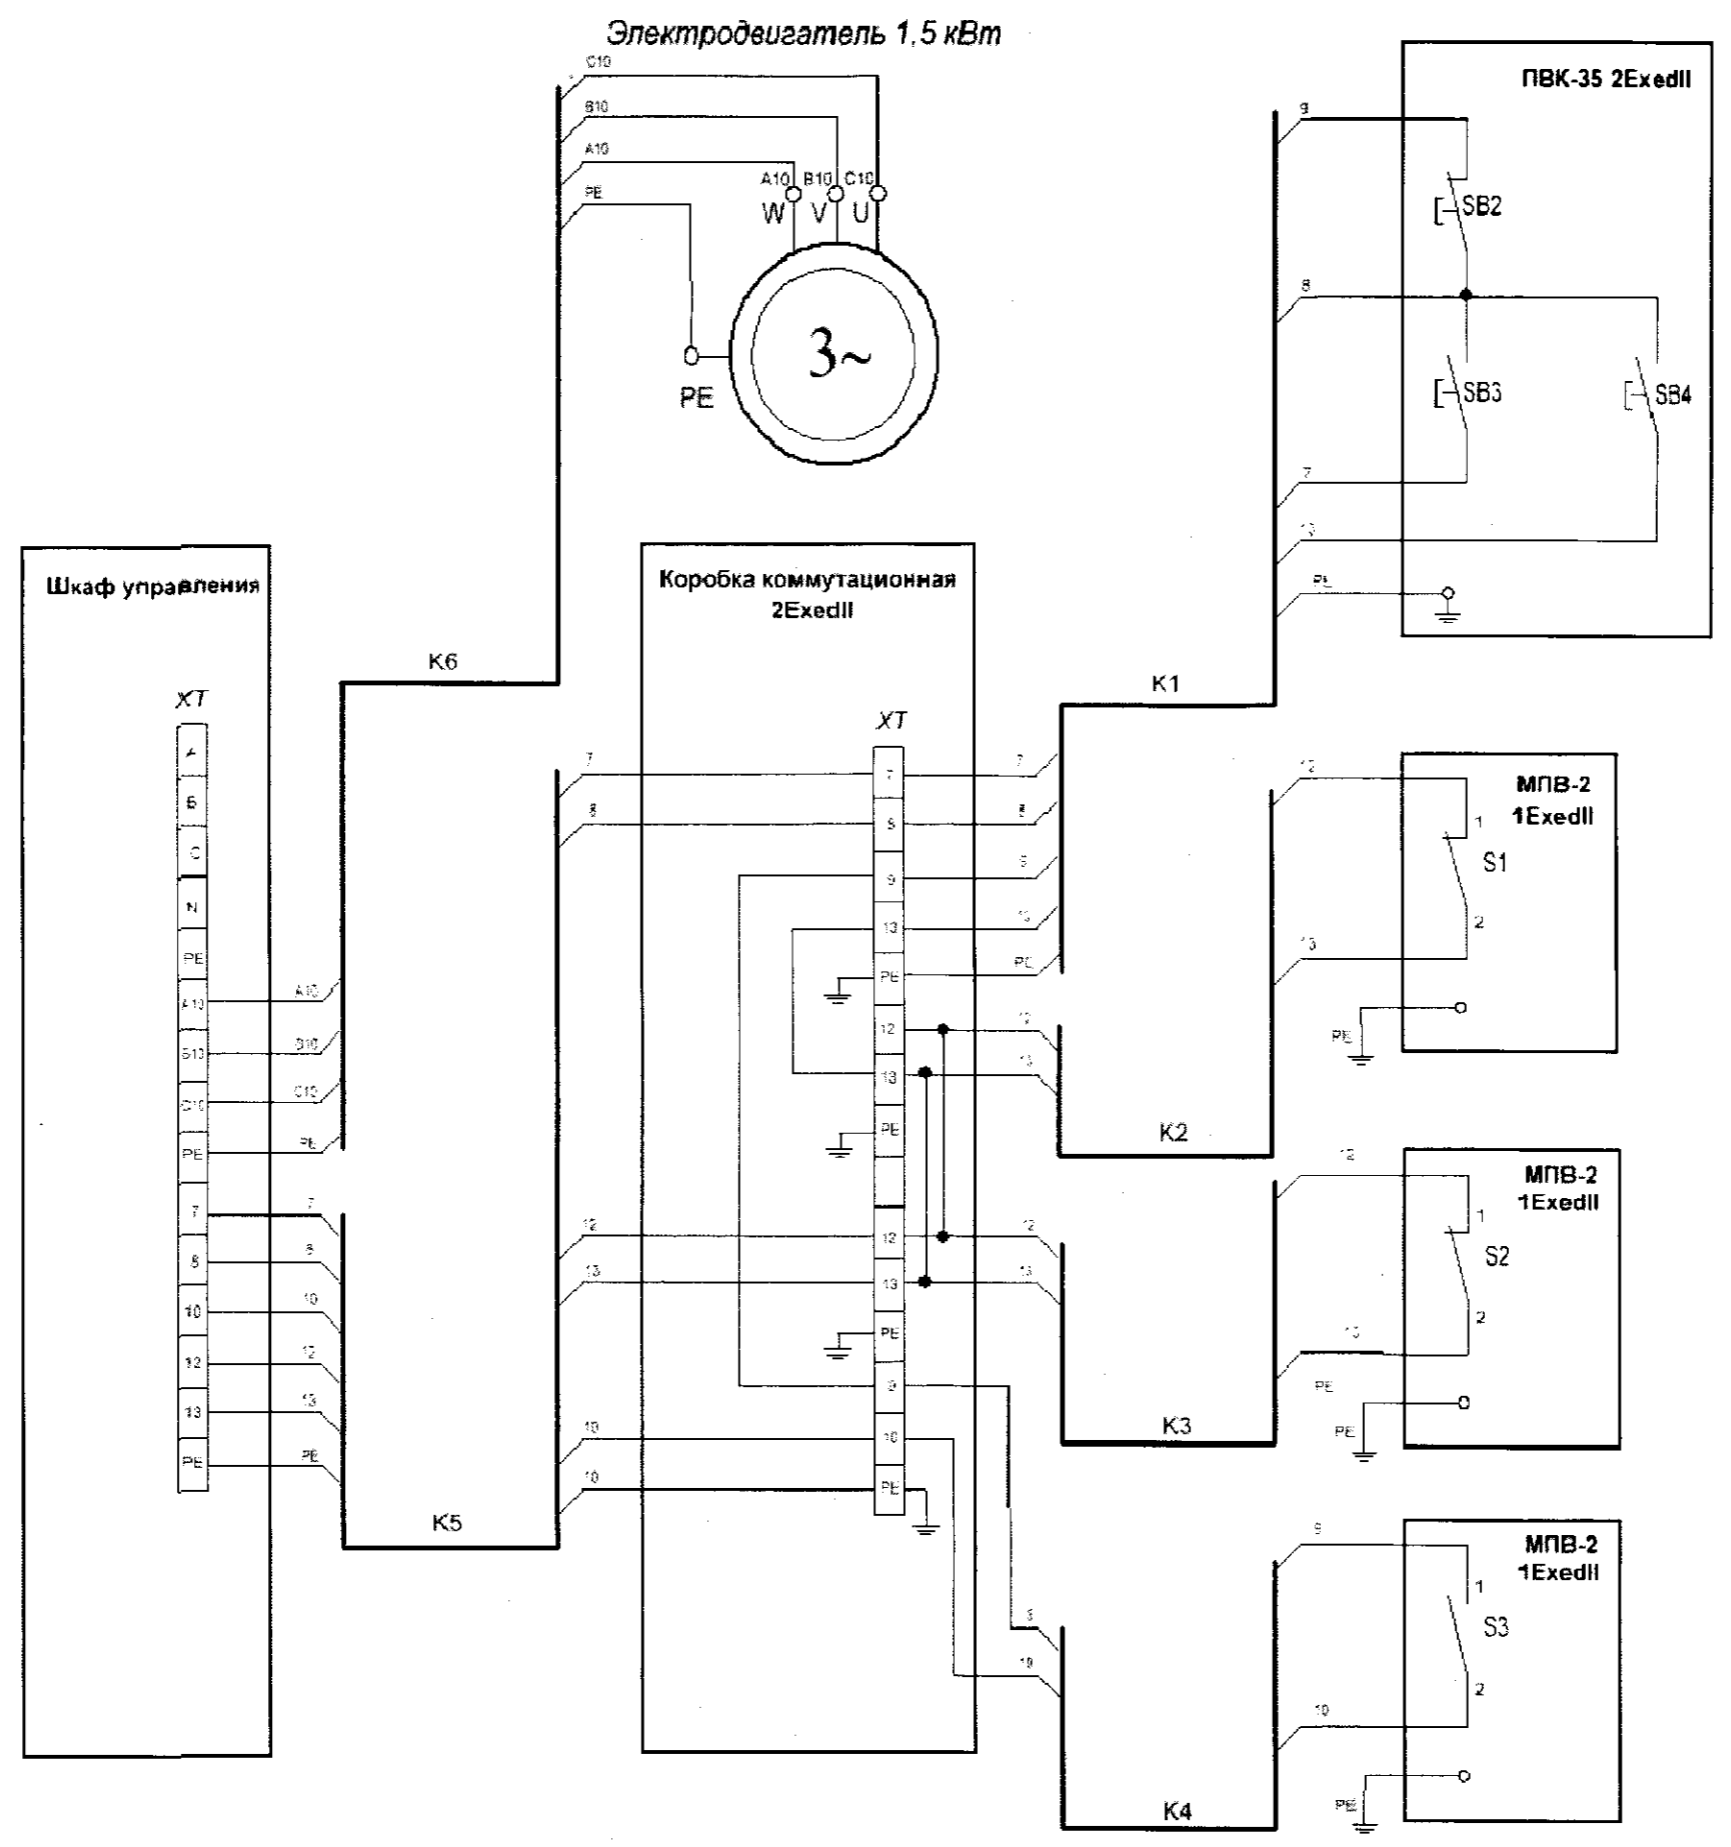 Электродвигатель 1,5 кВт
C10
B10
A10
PE
A10 B10 C10
W V U
3~
PE
ПВК-35 2ExedII
9
SB2
8
SB3
SB4
7
13
PE
Шкаф управления
XT
A
Б
C
N
PE
A10 A10
B10 B10
C10 C10
PE PE
7 7
8 8
10 10
12 12
13 13
PE PE
K6
K5
Коробка коммутационная
2ExedII
XT
7 7 7
8 8 8
9 9
13 13
PE PE
12 12
13 13
PE
12 12 12
13 13 13
PE
9
10 10
10 PE
9
10
K1
K2
K3
K4
МПВ-2
1ExedII
12
1
S1
2
13
PE
МПВ-2
1ExedII
12
1
S2
2
13
PE
PE
МПВ-2
1ExedII
9
1
S3
2
10
PE